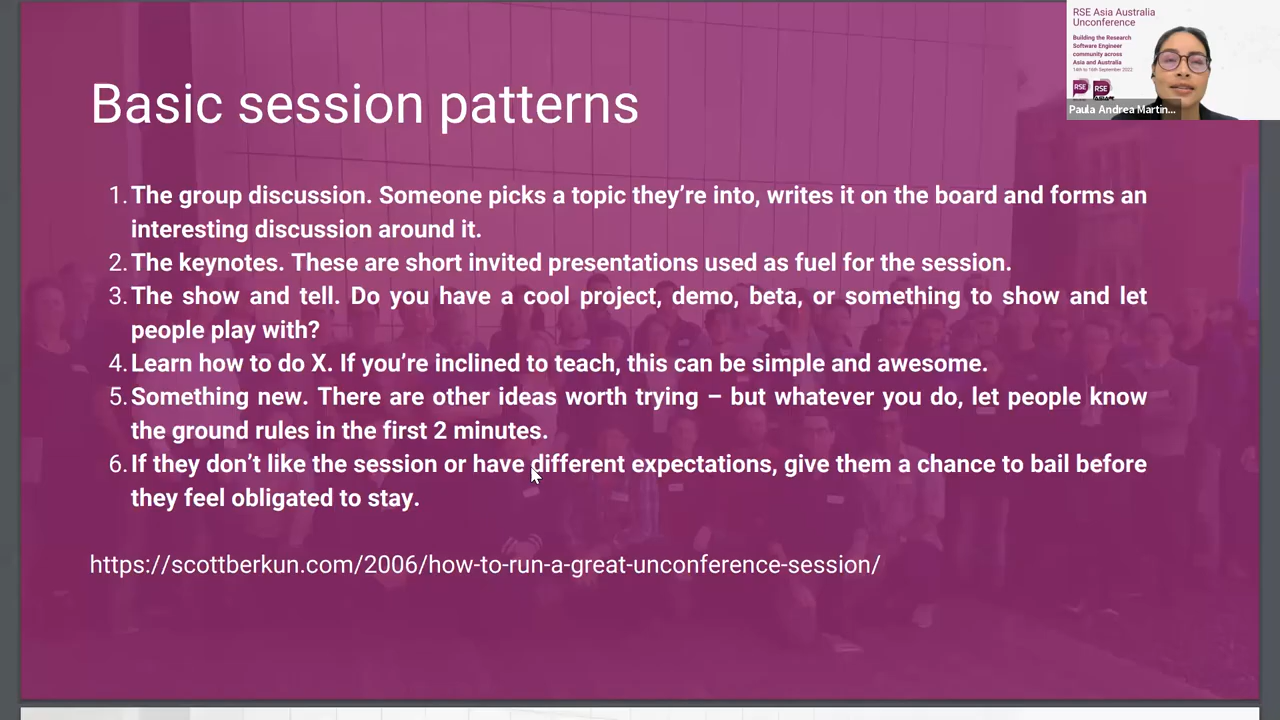 RSE Asia Australia
Unconference
Building the Research
Software Engineer
community across
Asia and Australia
14th to 16th September 2022
RSE
RSE
Paula Andrea Martin...
Basic session patterns
1. The group discussion. Someone picks a topic they’re into, writes it on the board and forms an
interesting discussion around it.
2. The keynotes. These are short invited presentations used as fuel for the session.
3. The show and tell. Do you have a cool project, demo, beta, or something to show and let
people play with?
4. Learn how to do X. If you’re inclined to teach, this can be simple and awesome.
5. Something new. There are other ideas worth trying – but whatever you do, let people know
the ground rules in the first 2 minutes.
6. If they don’t like the session or have different expectations, give them a chance to bail before
they feel obligated to stay.
https://scottberkun.com/2006/how-to-run-a-great-unconference-session/